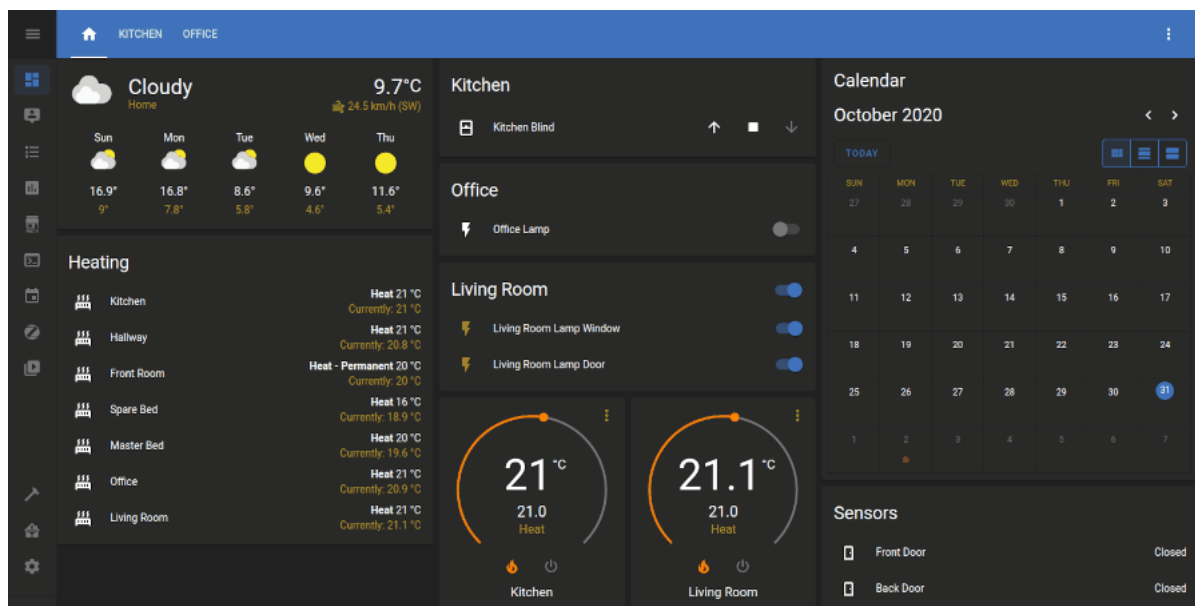 KITCHEN OFFICE
Cloudy 9.7°C
Home 24.5 km/h (SW)
Sun Mon Tue Wed Thu
16.9° 16.8° 8.6° 9.6° 11.6°
9° 7.8° 5.8° 4.6° 5.4°
Heating
Kitchen Heat 21 °C
Currently: 21 °C
Hallway Heat 21 °C
Currently: 20.8 °C
Front Room Heat - Permanent 20 °C
Currently: 20 °C
Spare Bed Heat 16 °C
Currently: 18.9 °C
Master Bed Heat 20 °C
Currently: 19.6 °C
Office Heat 21 °C
Currently: 20.9 °C
Living Room Heat 21 °C
Currently: 21.1 °C
Kitchen
Kitchen Blind
Office
Office Lamp
Living Room
Living Room Lamp Window
Living Room Lamp Door
21 °C
21.0
Heat
Kitchen
21.1 °C
21.0
Heat
Living Room
Calendar
October 2020
TODAY
SUN MON TUE WED THU FRI SAT
27 28 29 30 1 2 3
4 5 6 7 8 9 10
11 12 13 14 15 16 17
18 19 20 21 22 23 24
25 26 27 28 29 30 31
1 2 3 4 5 6 7
Sensors
Front Door Closed
Back Door Closed